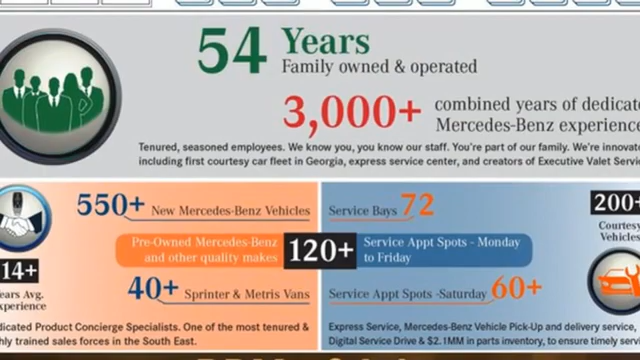 54 Years
Family owned & operated
3,000+ combined years of dedicate
Mercedes-Benz experience
Tenured, seasoned employees. We know you, you know our staff. You're part of our family. We're innovat
including first courtesy car fleet in Georgia, express service center, and creators of Executive Valet Servi
550+ New Mercedes-Benz Vehicles
Pre-Owned Mercedes-Benz
and other quality makes
120+
40+ Sprinter & Metris Vans
14+
ears Avg.
xperience
dicated Product Concierge Specialists. One of the most tenured &
hly trained sales forces in the South East.
Service Bays 72
Service Appt Spots - Monday
to Friday
Service Appt Spots -Saturday 60+
200+
Courtesy
Vehicles
Express Service, Mercedes-Benz Vehicle Pick-Up and delivery service,
Digital Service Drive & $2.1MM in parts inventory, to ensure timely serv